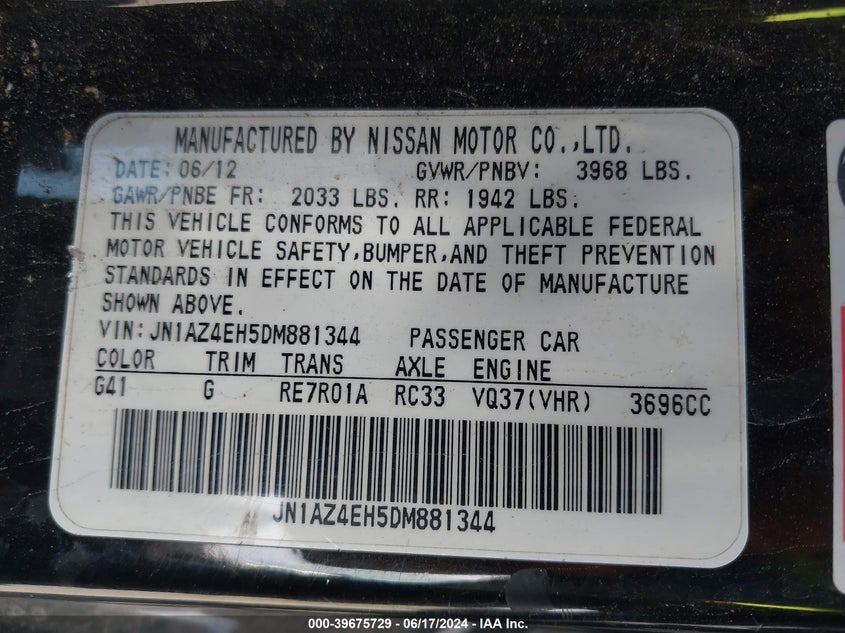 MANUFACTURED BY NISSAN MOTOR CO.,LTD.
DATE: 06/12 GVWR/PNBV: 3968 LBS.
GAWR/PNBE FR: 2033 LBS. RR: 1942 LBS.
THIS VEHICLE CONFORMS TO ALL APPLICABLE FEDERAL
MOTOR VEHICLE SAFETY,BUMPER,AND THEFT PREVENTION
STANDARDS IN EFFECT ON THE DATE OF MANUFACTURE
SHOWN ABOVE.
VIN:JN1AZ4EH5DM881344 PASSENGER CAR
COLOR TRIM TRANS AXLE ENGINE
G41 G RE7R01A RC33 VQ37(VHR) 3696CC
JN1AZ4EH5DM881344
000-39675729 - 06/17/2024 - IAA Inc.